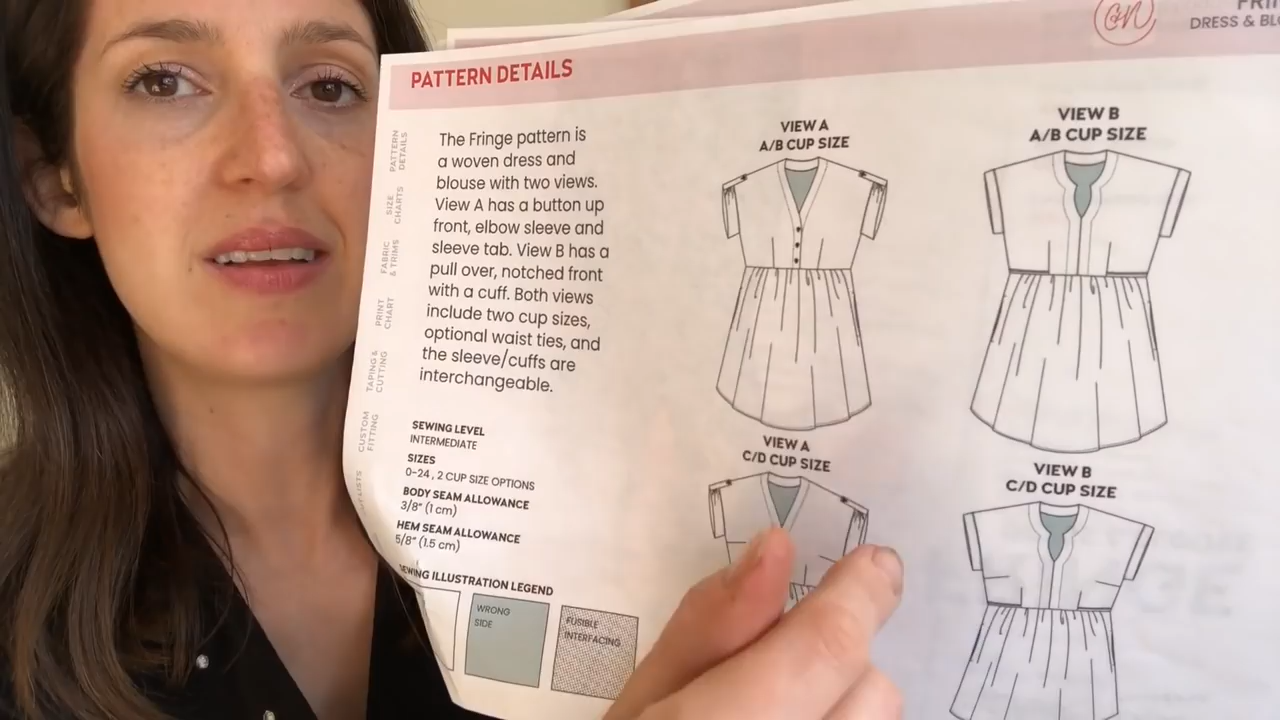 PATTERN DETAILS
DRESS &
PATTERN
DETAILS
SIZE
CHARTS
FABRIC
& TRIMS
PRINT
CHART
TAPING &
CUTTING
CUSTOM
FITTING
The Fringe pattern is
a woven dress and
blouse with two views.
View A has a button up
front, elbow sleeve and
sleeve tab. View B has a
pull over, notched front
with a cuff. Both views
include two cup sizes,
optional waist ties, and
the sleeve/cuffs are
interchangeable.
SEWING LEVEL
INTERMEDIATE
SIZES
0-24, 2 CUP SIZE OPTIONS
BODY SEAM ALLOWANCE
3/8" (1 cm)
HEM SEAM ALLOWANCE
5/8" (1.5 cm)
SEWING ILLUSTRATION LEGEND
WRONG
SIDE
FUSIBLE
INTERFACING
VIEW A
A/B CUP SIZE
VIEW B
A/B CUP SIZE
VIEW A
C/D CUP SIZE
VIEW B
C/D CUP SIZE